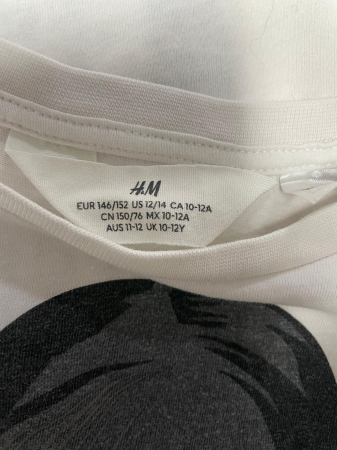 H&M
EUR 146/152 US 12/14 CA 10-12A
CN 150/76 MX 10-12A
AUS 11-12 UK 10-12Y